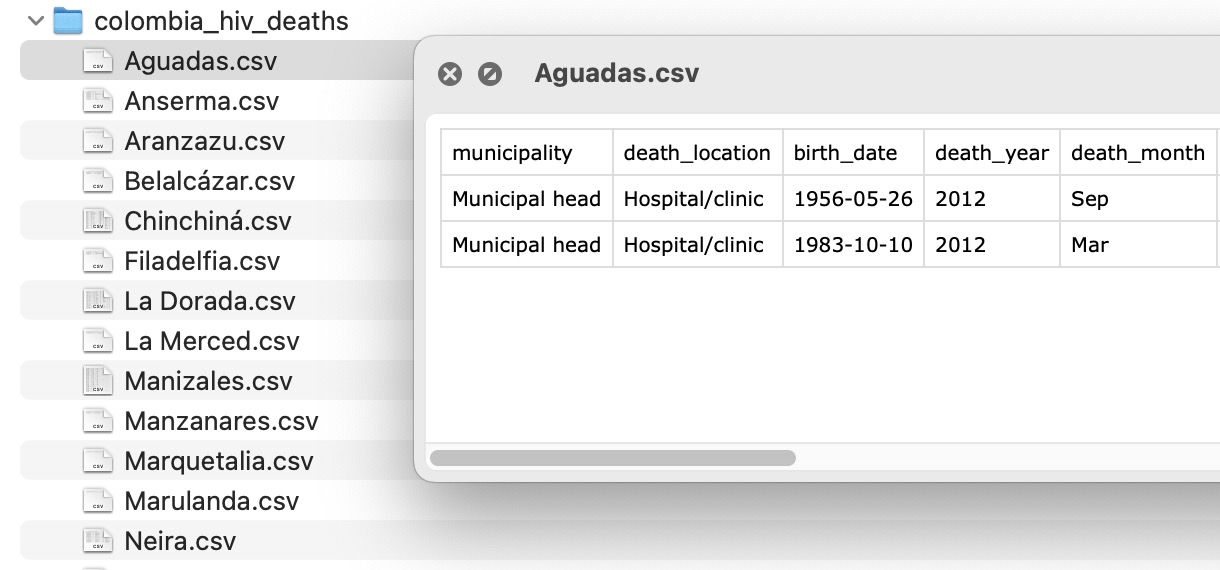 colombia_hiv_deaths
Aguadas.csv
Anserma.csv
Aranzazu.csv
Belalcázar.csv
Chinchiná.csv
Filadelfia.csv
La Dorada.csv
La Merced.csv
Manizales.csv
Manzanares.csv
Marquetalia.csv
Marulanda.csv
Neira.csv
Aguadas.csv
municipality death_location birth_date death_year death_month
Municipal head Hospital/clinic 1956-05-26 2012 Sep
Municipal head Hospital/clinic 1983-10-10 2012 Mar